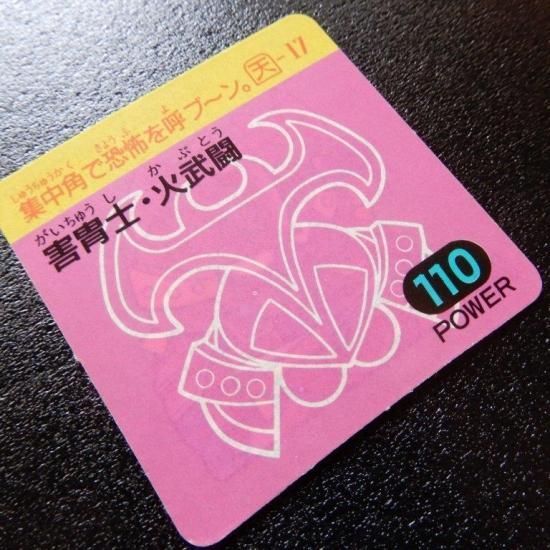 集中角で恐怖を呼ブ〜ン。 天-17
しゅうちゅうかく きょうふ よ
害冑士・火武闘
がいちゅうし かぶとう
110
POWER